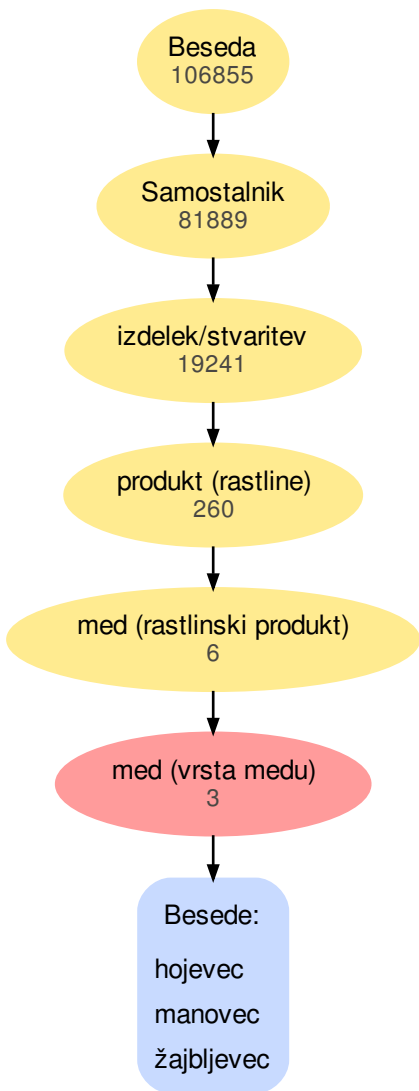 Beseda
106855
Samostalnik
81889
izdelek/stvaritev
19241
produkt (rastline)
260
med (rastlinski produkt)
6
med (vrsta medu)
3
Besede:
hojevec
manovec
žajbljevec